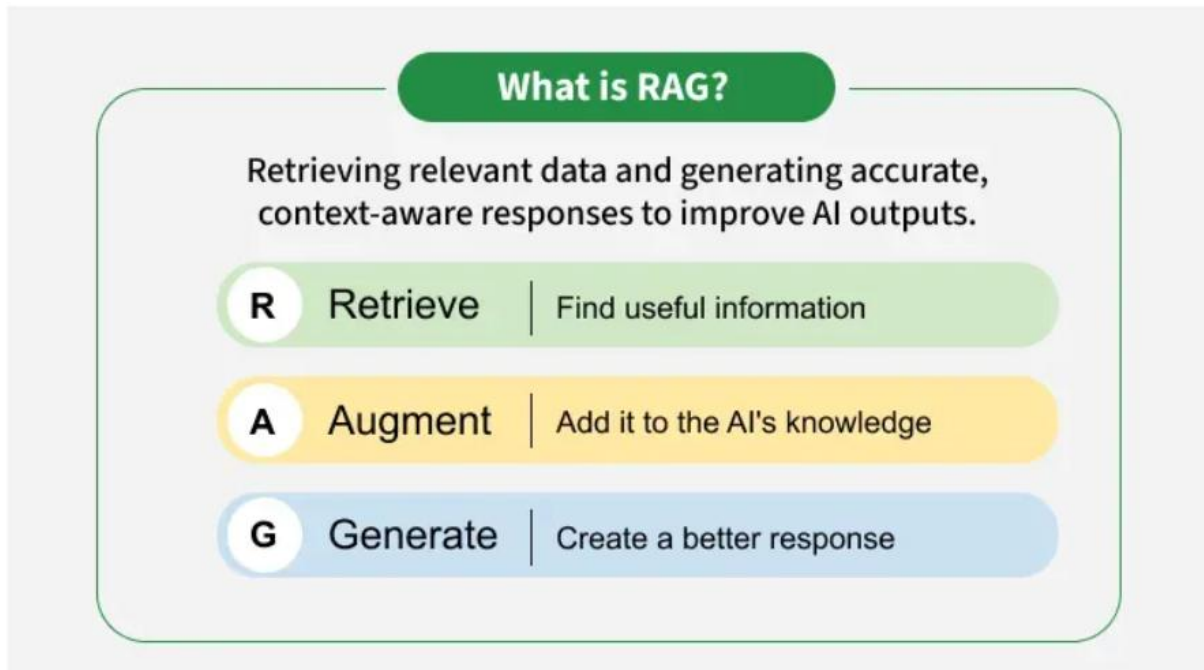 What is RAG?
Retrieving relevant data and generating accurate,
context-aware responses to improve AI outputs.
R Retrieve Find useful information
A Augment Add it to the AI's knowledge
G Generate Create a better response